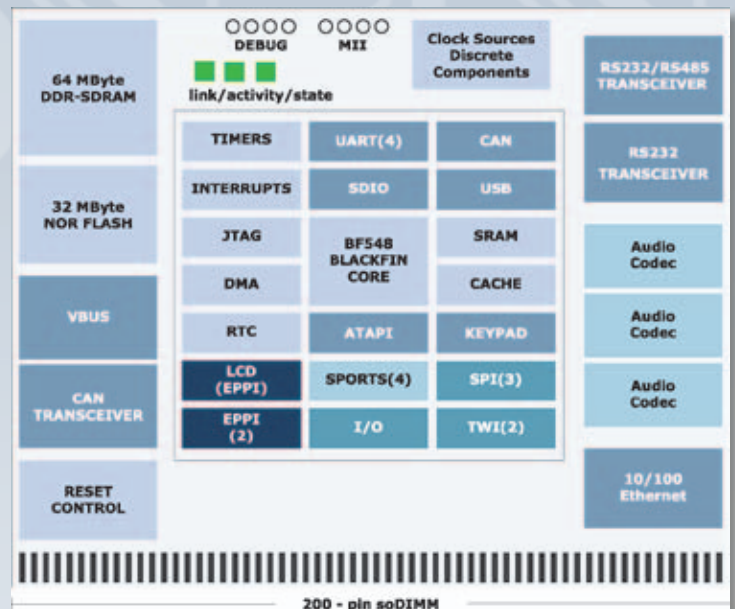 64 MByte
DDR-SDRAM
32 MByte
NOR FLASH
VBUS
CAN
TRANSCEIVER
RESET
CONTROL
DEBUG
MII
link/activity/state
Clock Sources
Discrete
Components
TIMERS
UART(4)
CAN
INTERRUPTS
SDIO
USB
JTAG
BF548
BLACKFIN
CORE
SRAM
DMA
CACHE
RTC
ATAPI
KEYPAD
LCD
(EPPI)
SPORTS(4)
SPI(3)
EPPI
(2)
I/O
TWI(2)
RS232/RS485
TRANSCEIVER
RS232
TRANSCEIVER
Audio
Codec
Audio
Codec
Audio
Codec
10/100
Ethernet
200 - pin soDIMM